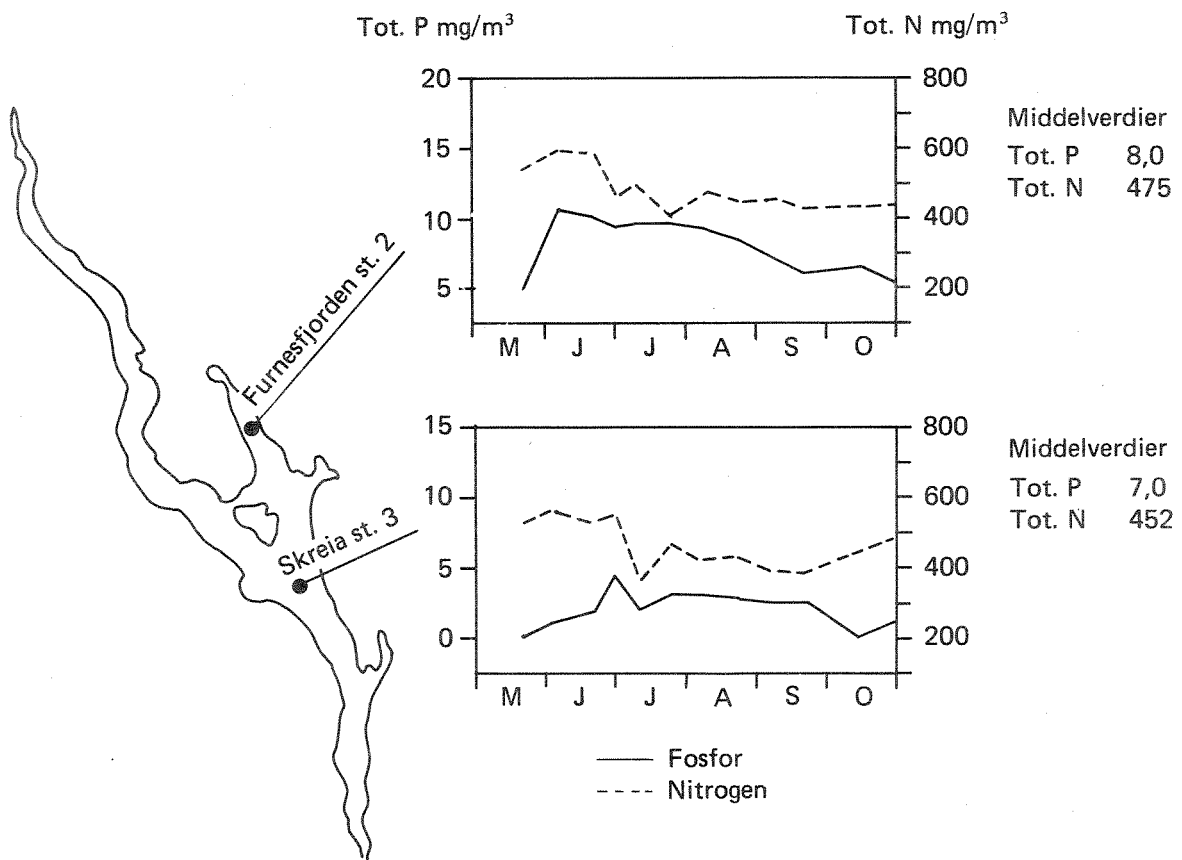 Tot. P mg/m³
Tot. N mg/m³
20
15
10
5
800
600
400
200
M J J A S O
Middelverdier
Tot. P 8,0
Tot. N 475
Furnesfjorden st. 2
15
10
5
0
800
600
400
200
M J J A S O
Middelverdier
Tot. P 7,0
Tot. N 452
Skreia st. 3
Fosfor
Nitrogen